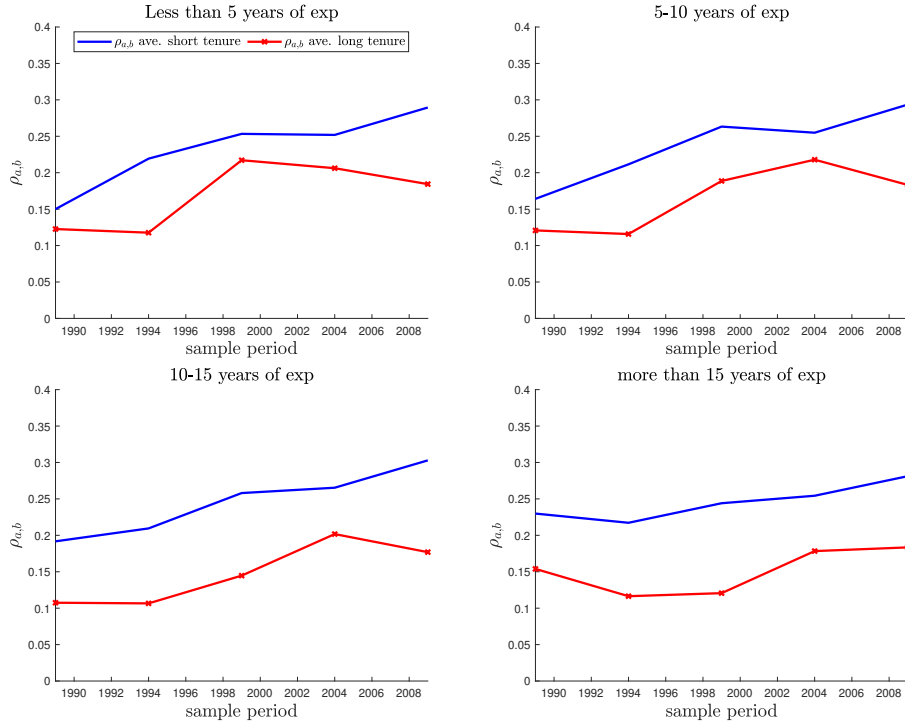 Less than 5 years of exp
ρa,b ave. short tenure ρa,b ave. long tenure
0.4
0.35
0.3
0.25
0.2
0.15
0.1
0.05
0
ρa,b
1990 1992 1994 1996 1998 2000 2002 2004 2006 2008
sample period
5-10 years of exp
0.4
0.35
0.3
0.25
0.2
0.15
0.1
0.05
0
ρa,b
1990 1992 1994 1996 1998 2000 2002 2004 2006 2008
sample period
10-15 years of exp
0.4
0.35
0.3
0.25
0.2
0.15
0.1
0.05
0
ρa,b
1990 1992 1994 1996 1998 2000 2002 2004 2006 2008
sample period
more than 15 years of exp
0.4
0.35
0.3
0.25
0.2
0.15
0.1
0.05
0
ρa,b
1990 1992 1994 1996 1998 2000 2002 2004 2006 2008
sample period